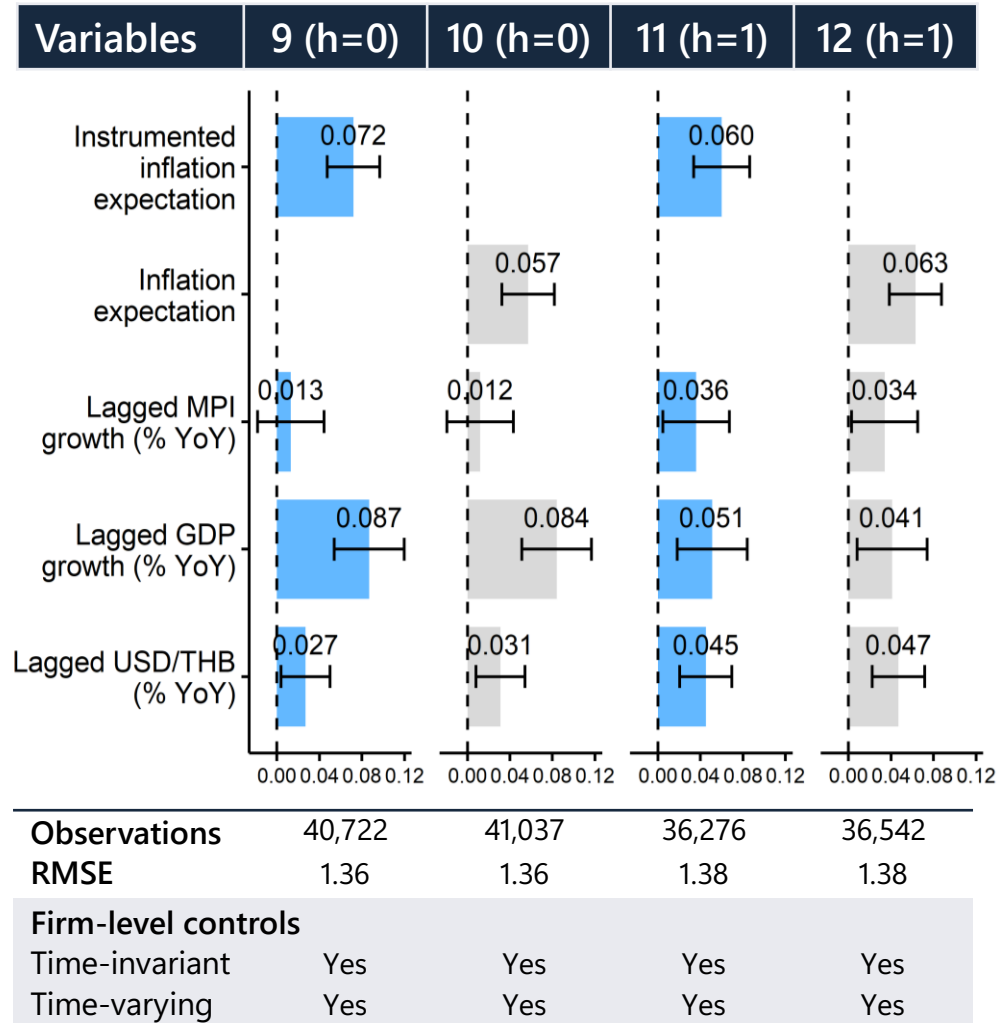 Variables 9 (h=0) 10 (h=0) 11 (h=1) 12 (h=1)
Instrumented
inflation
expectation
0.072 0.060
Inflation
expectation
0.057 0.063
Lagged MPI
growth (% YoY)
0.013 0.012 0.036 0.034
Lagged GDP
growth (% YoY)
0.087 0.084 0.051 0.041
Lagged USD/THB
(% YoY)
0.027 0.031 0.045 0.047
0.00 0.04 0.08 0.12 0.00 0.04 0.08 0.12 0.00 0.04 0.08 0.12 0.00 0.04 0.08 0.12
Observations 40,722 41,037 36,276 36,542
RMSE 1.36 1.36 1.38 1.38
Firm-level controls
Time-invariant Yes Yes Yes Yes
Time-varying Yes Yes Yes Yes